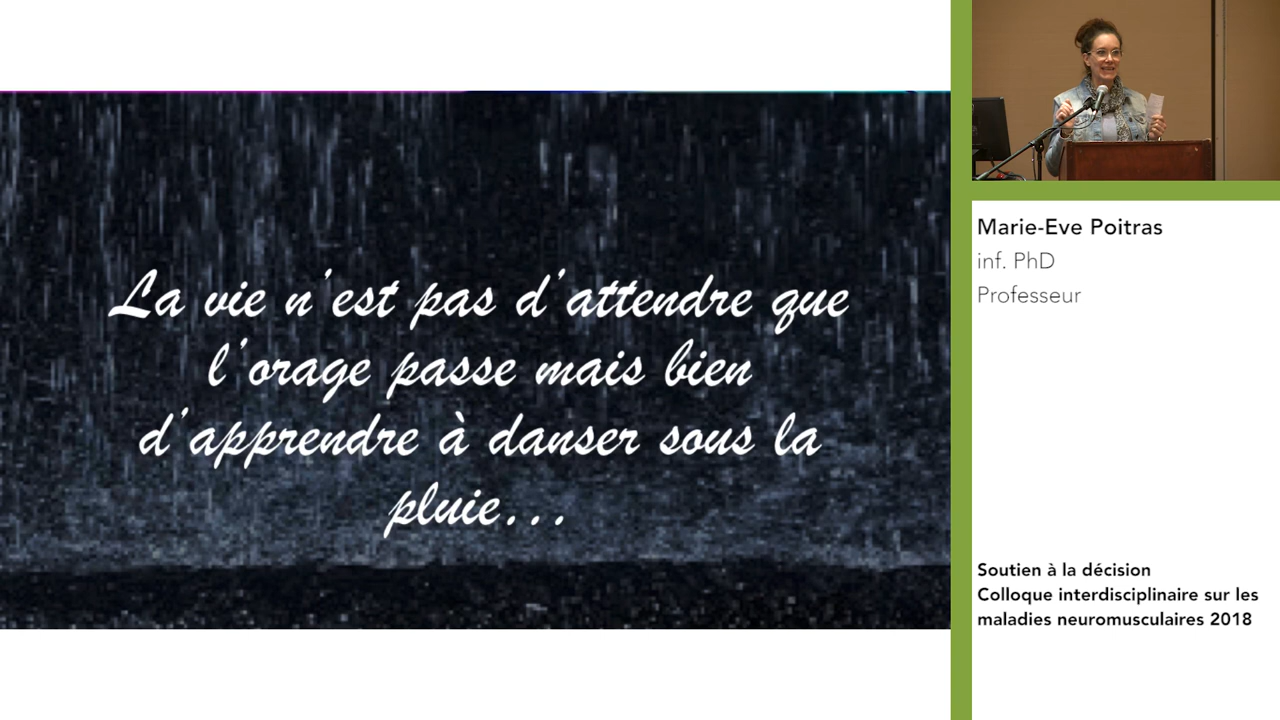 La vie n'est pas d'attendre que
l'orage passe mais bien
d'apprendre à danser sous la
pluie...
Marie-Eve Poitras
inf. PhD
Professeur
Soutien à la décision
Colloque interdisciplinaire sur les
maladies neuromusculaires 2018